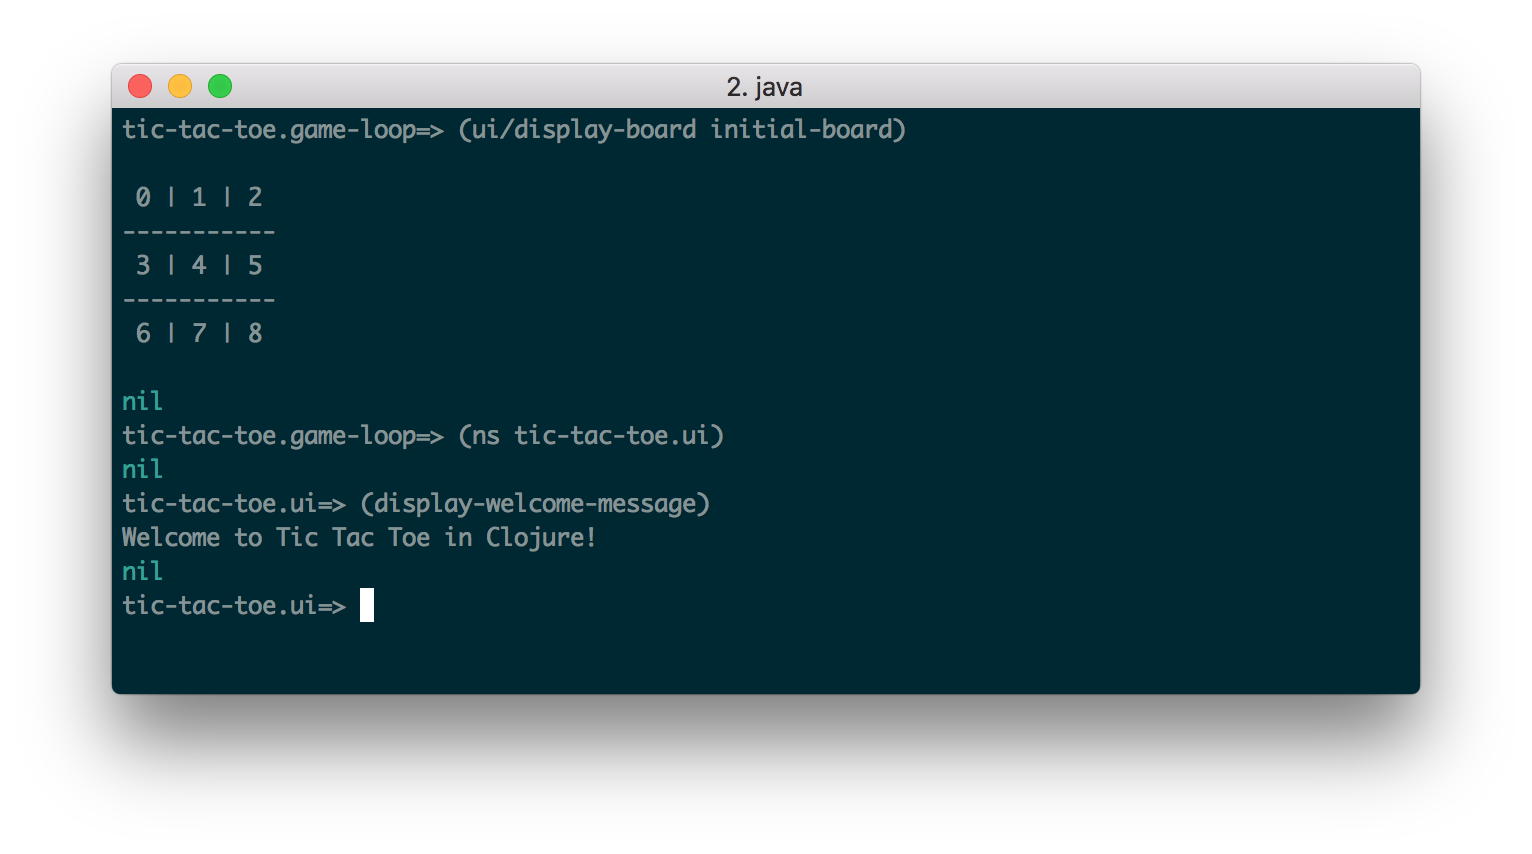 2. java
tic-tac-toe.game-loop=> (ui/display-board initial-board)
 0 | 1 | 2
-----------
 3 | 4 | 5
-----------
 6 | 7 | 8
nil
tic-tac-toe.game-loop=> (ns tic-tac-toe.ui)
nil
tic-tac-toe.ui=> (display-welcome-message)
Welcome to Tic Tac Toe in Clojure!
nil
tic-tac-toe.ui=>